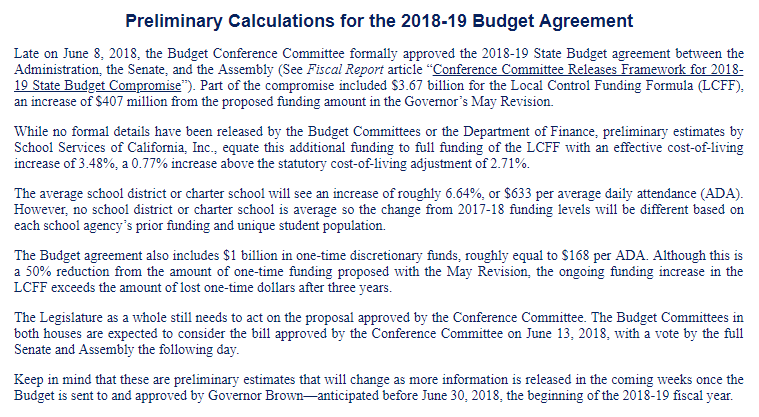 Preliminary Calculations for the 2018-19 Budget Agreement
Late on June 8, 2018, the Budget Conference Committee formally approved the 2018-19 State Budget agreement between the
Administration, the Senate, and the Assembly (See Fiscal Report article “Conference Committee Releases Framework for 2018-
19 State Budget Compromise”). Part of the compromise included $3.67 billion for the Local Control Funding Formula (LCFF),
an increase of $407 million from the proposed funding amount in the Governor’s May Revision.
While no formal details have been released by the Budget Committees or the Department of Finance, preliminary estimates by
School Services of California, Inc., equate this additional funding to full funding of the LCFF with an effective cost-of-living
increase of 3.48%, a 0.77% increase above the statutory cost-of-living adjustment of 2.71%.
The average school district or charter school will see an increase of roughly 6.64%, or $633 per average daily attendance (ADA).
However, no school district or charter school is average so the change from 2017-18 funding levels will be different based on
each school agency’s prior funding and unique student population.
The Budget agreement also includes $1 billion in one-time discretionary funds, roughly equal to $168 per ADA. Although this is
a 50% reduction from the amount of one-time funding proposed with the May Revision, the ongoing funding increase in the
LCFF exceeds the amount of lost one-time dollars after three years.
The Legislature as a whole still needs to act on the proposal approved by the Conference Committee. The Budget Committees in
both houses are expected to consider the bill approved by the Conference Committee on June 13, 2018, with a vote by the full
Senate and Assembly the following day.
Keep in mind that these are preliminary estimates that will change as more information is released in the coming weeks once the
Budget is sent to and approved by Governor Brown—anticipated before June 30, 2018, the beginning of the 2018-19 fiscal year.